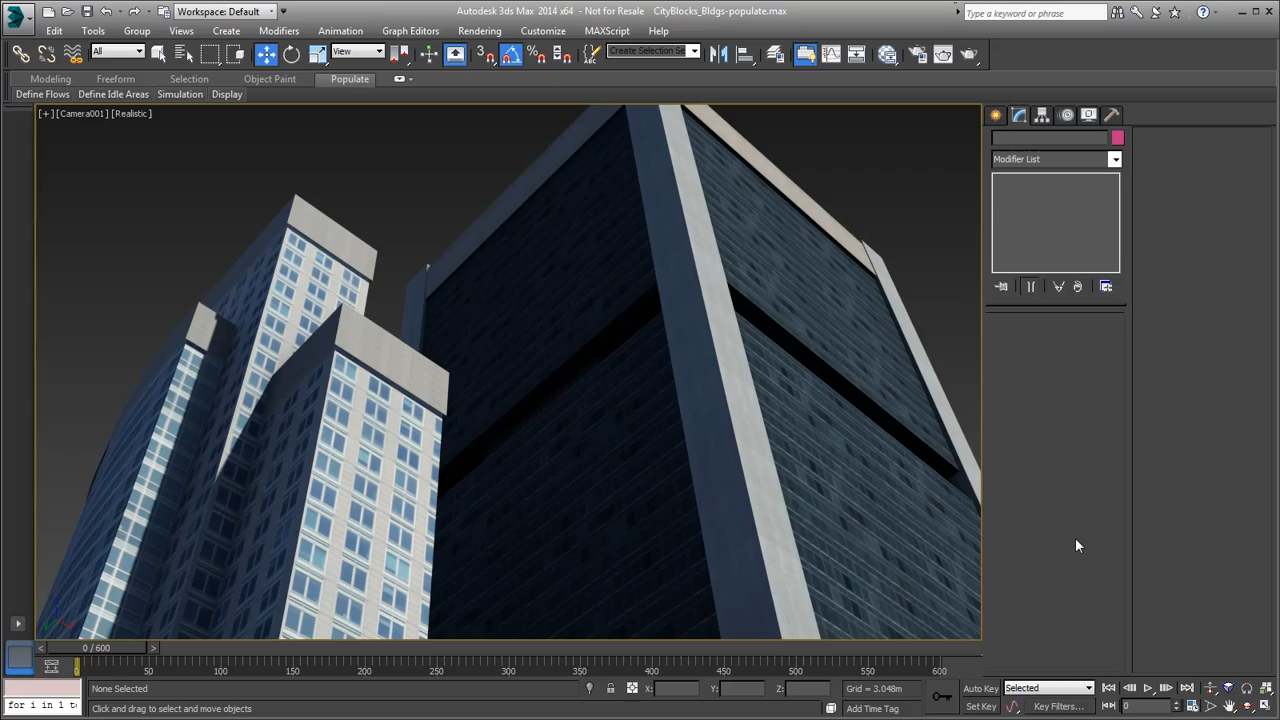 Workspace: Default
Autodesk 3ds Max 2014 x64 - Not for Resale CityBlocks_Bldgs-populate.max
Type a keyword or phrase
Edit Tools Group Views Create Modifiers Animation Graph Editors Rendering Customize MAXScript Help
All View Create Selection Se
Modeling Freeform Selection Object Paint Populate
Define Flows Define Idle Areas Simulation Display
[+] [Camera001] [Realistic]
Modifier List
0 / 600
50 100 150 200 250 300 350 400 450 500 550 600
None Selected X: Y: Z: Grid = 3.048m Auto Key Selected
for i in 1 to Click and drag to select and move objects Add Time Tag Set Key Key Filters... 0